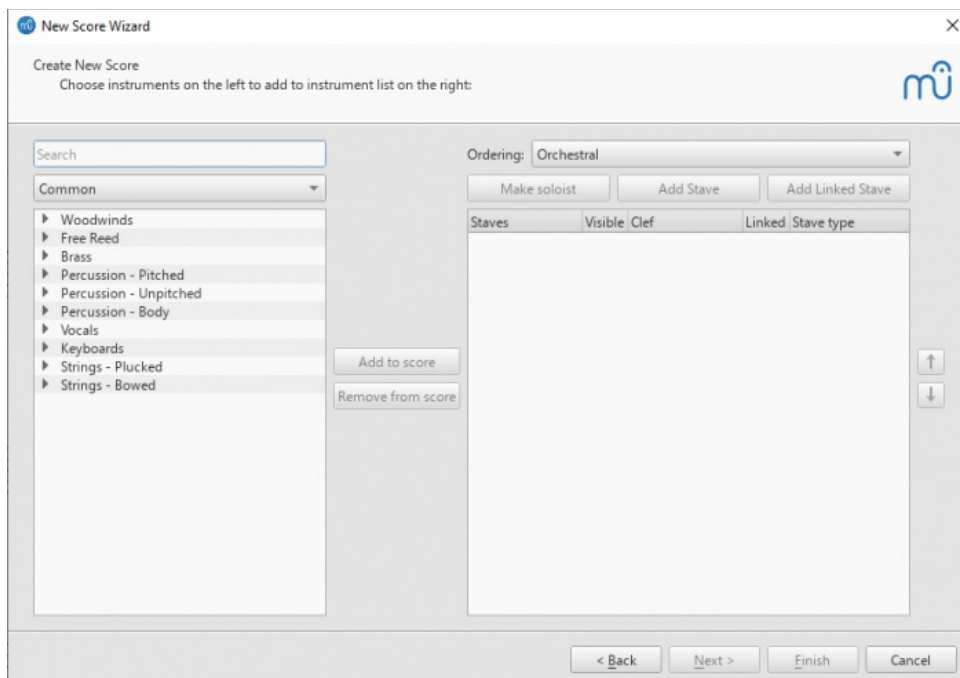 New Score Wizard
Create New Score
Choose instruments on the left to add to instrument list on the right:
Search
Common
Woodwinds
Free Reed
Brass
Percussion - Pitched
Percussion - Unpitched
Percussion - Body
Vocals
Keyboards
Strings - Plucked
Strings - Bowed
Add to score
Remove from score
Ordering: Orchestral
Make soloist Add Stave Add Linked Stave
Staves Visible Clef Linked Stave type
< Back Next > Finish Cancel